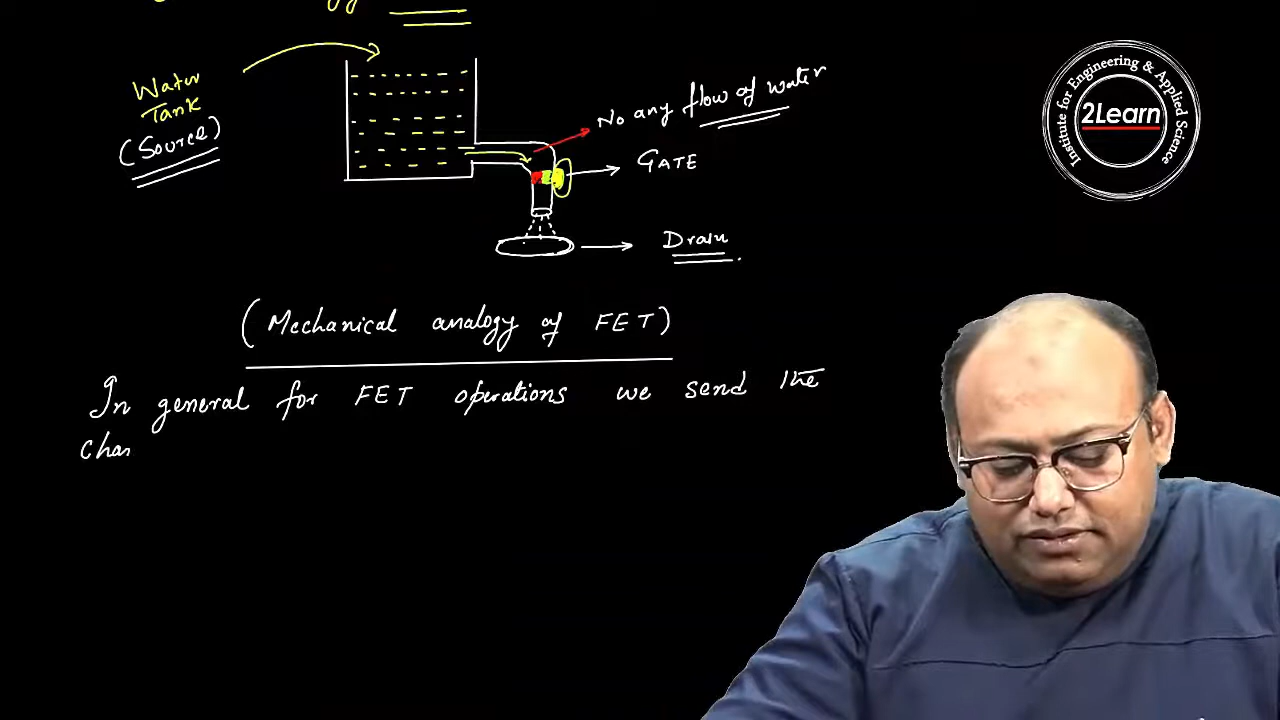 Water
Tank
(Source)
No any flow of water
GATE
Drain
(Mechanical analogy of FET)
In general for FET operations we send the
char
2Learn
Institute for Engineering & Applied Science